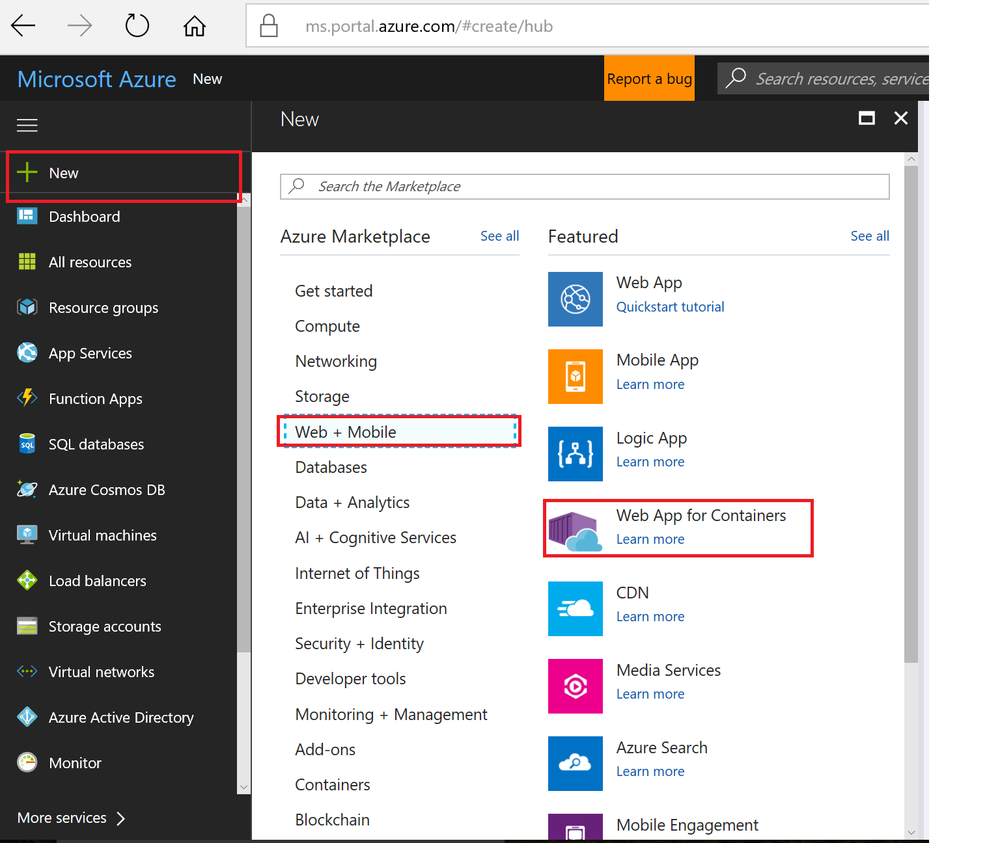 ms.portal.azure.com/#create/hub
Microsoft Azure New
Report a bug
Search resources, service
New
New
Dashboard
All resources
Resource groups
App Services
Function Apps
SQL
SQL databases
Azure Cosmos DB
Virtual machines
Load balancers
Storage accounts
Virtual networks
Azure Active Directory
Monitor
More services
Search the Marketplace
Azure Marketplace See all
Get started
Compute
Networking
Storage
Web + Mobile
Databases
Data + Analytics
AI + Cognitive Services
Internet of Things
Enterprise Integration
Security + Identity
Developer tools
Monitoring + Management
Add-ons
Containers
Blockchain
Featured See all
Web App
Quickstart tutorial
Mobile App
Learn more
Logic App
Learn more
Web App for Containers
Learn more
CDN
Learn more
Media Services
Learn more
Azure Search
Learn more
Mobile Engagement